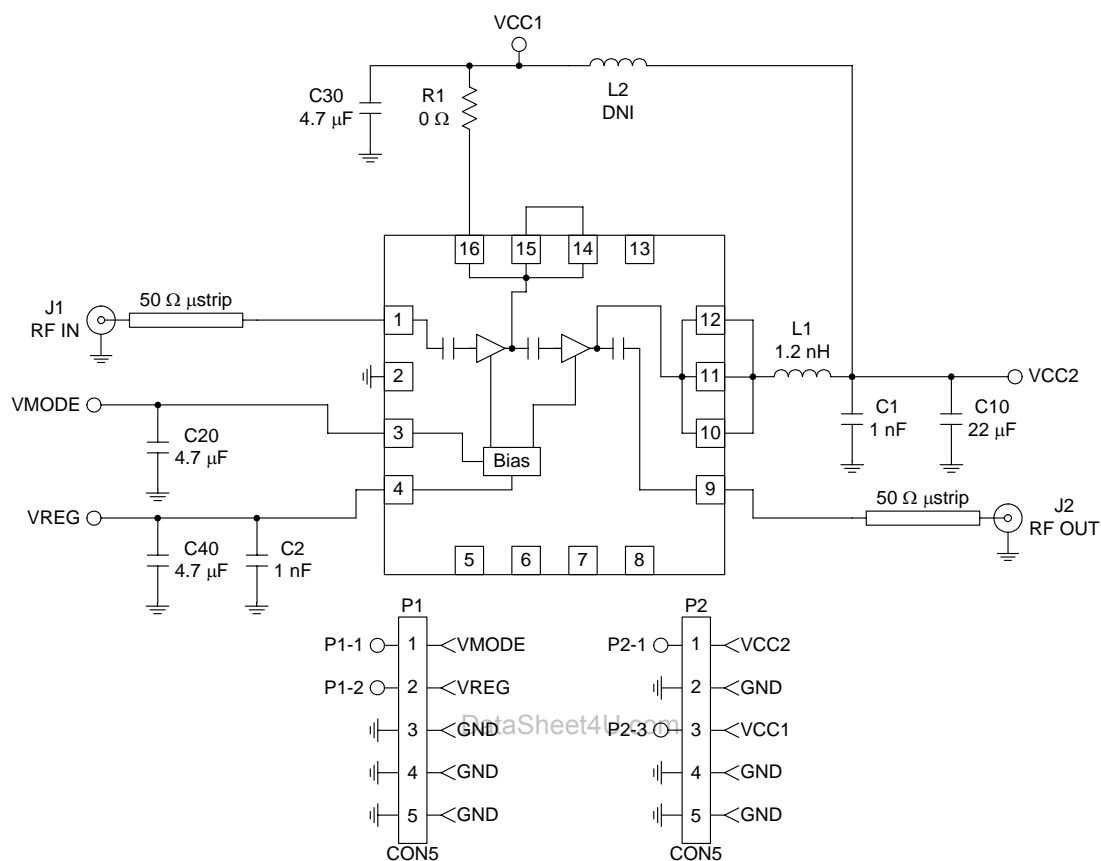 VCC1
L2
DNI
C30
4.7 μF
R1
0 Ω
16
15
14
13
J1
RF IN
50 Ω μstrip
1
12
L1
1.2 nH
2
11
VCC2
VMODE
3
10
C1
1 nF
C10
22 μF
C20
4.7 μF
Bias
4
9
50 Ω μstrip
J2
RF OUT
VREG
C40
4.7 μF
C2
1 nF
5
6
7
8
P1
P1-1
1
VMODE
P1-2
2
VREG
3
GND
4
GND
5
GND
CON5
P2
P2-1
1
VCC2
2
GND
P2-3
3
VCC1
4
GND
5
GND
CON5
DataSheet4U.com